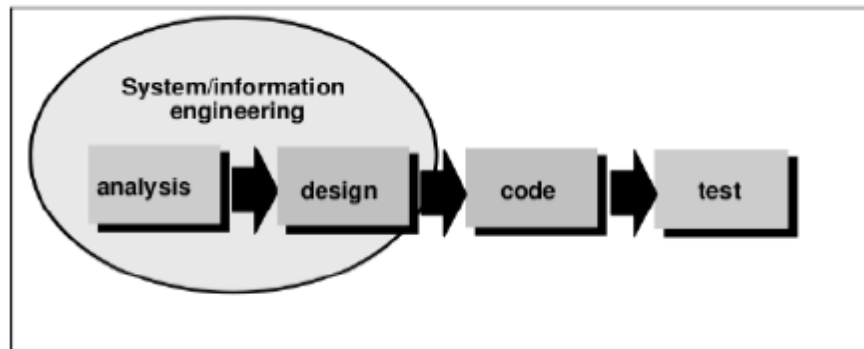 System/information
engineering
analysis
design
code
test